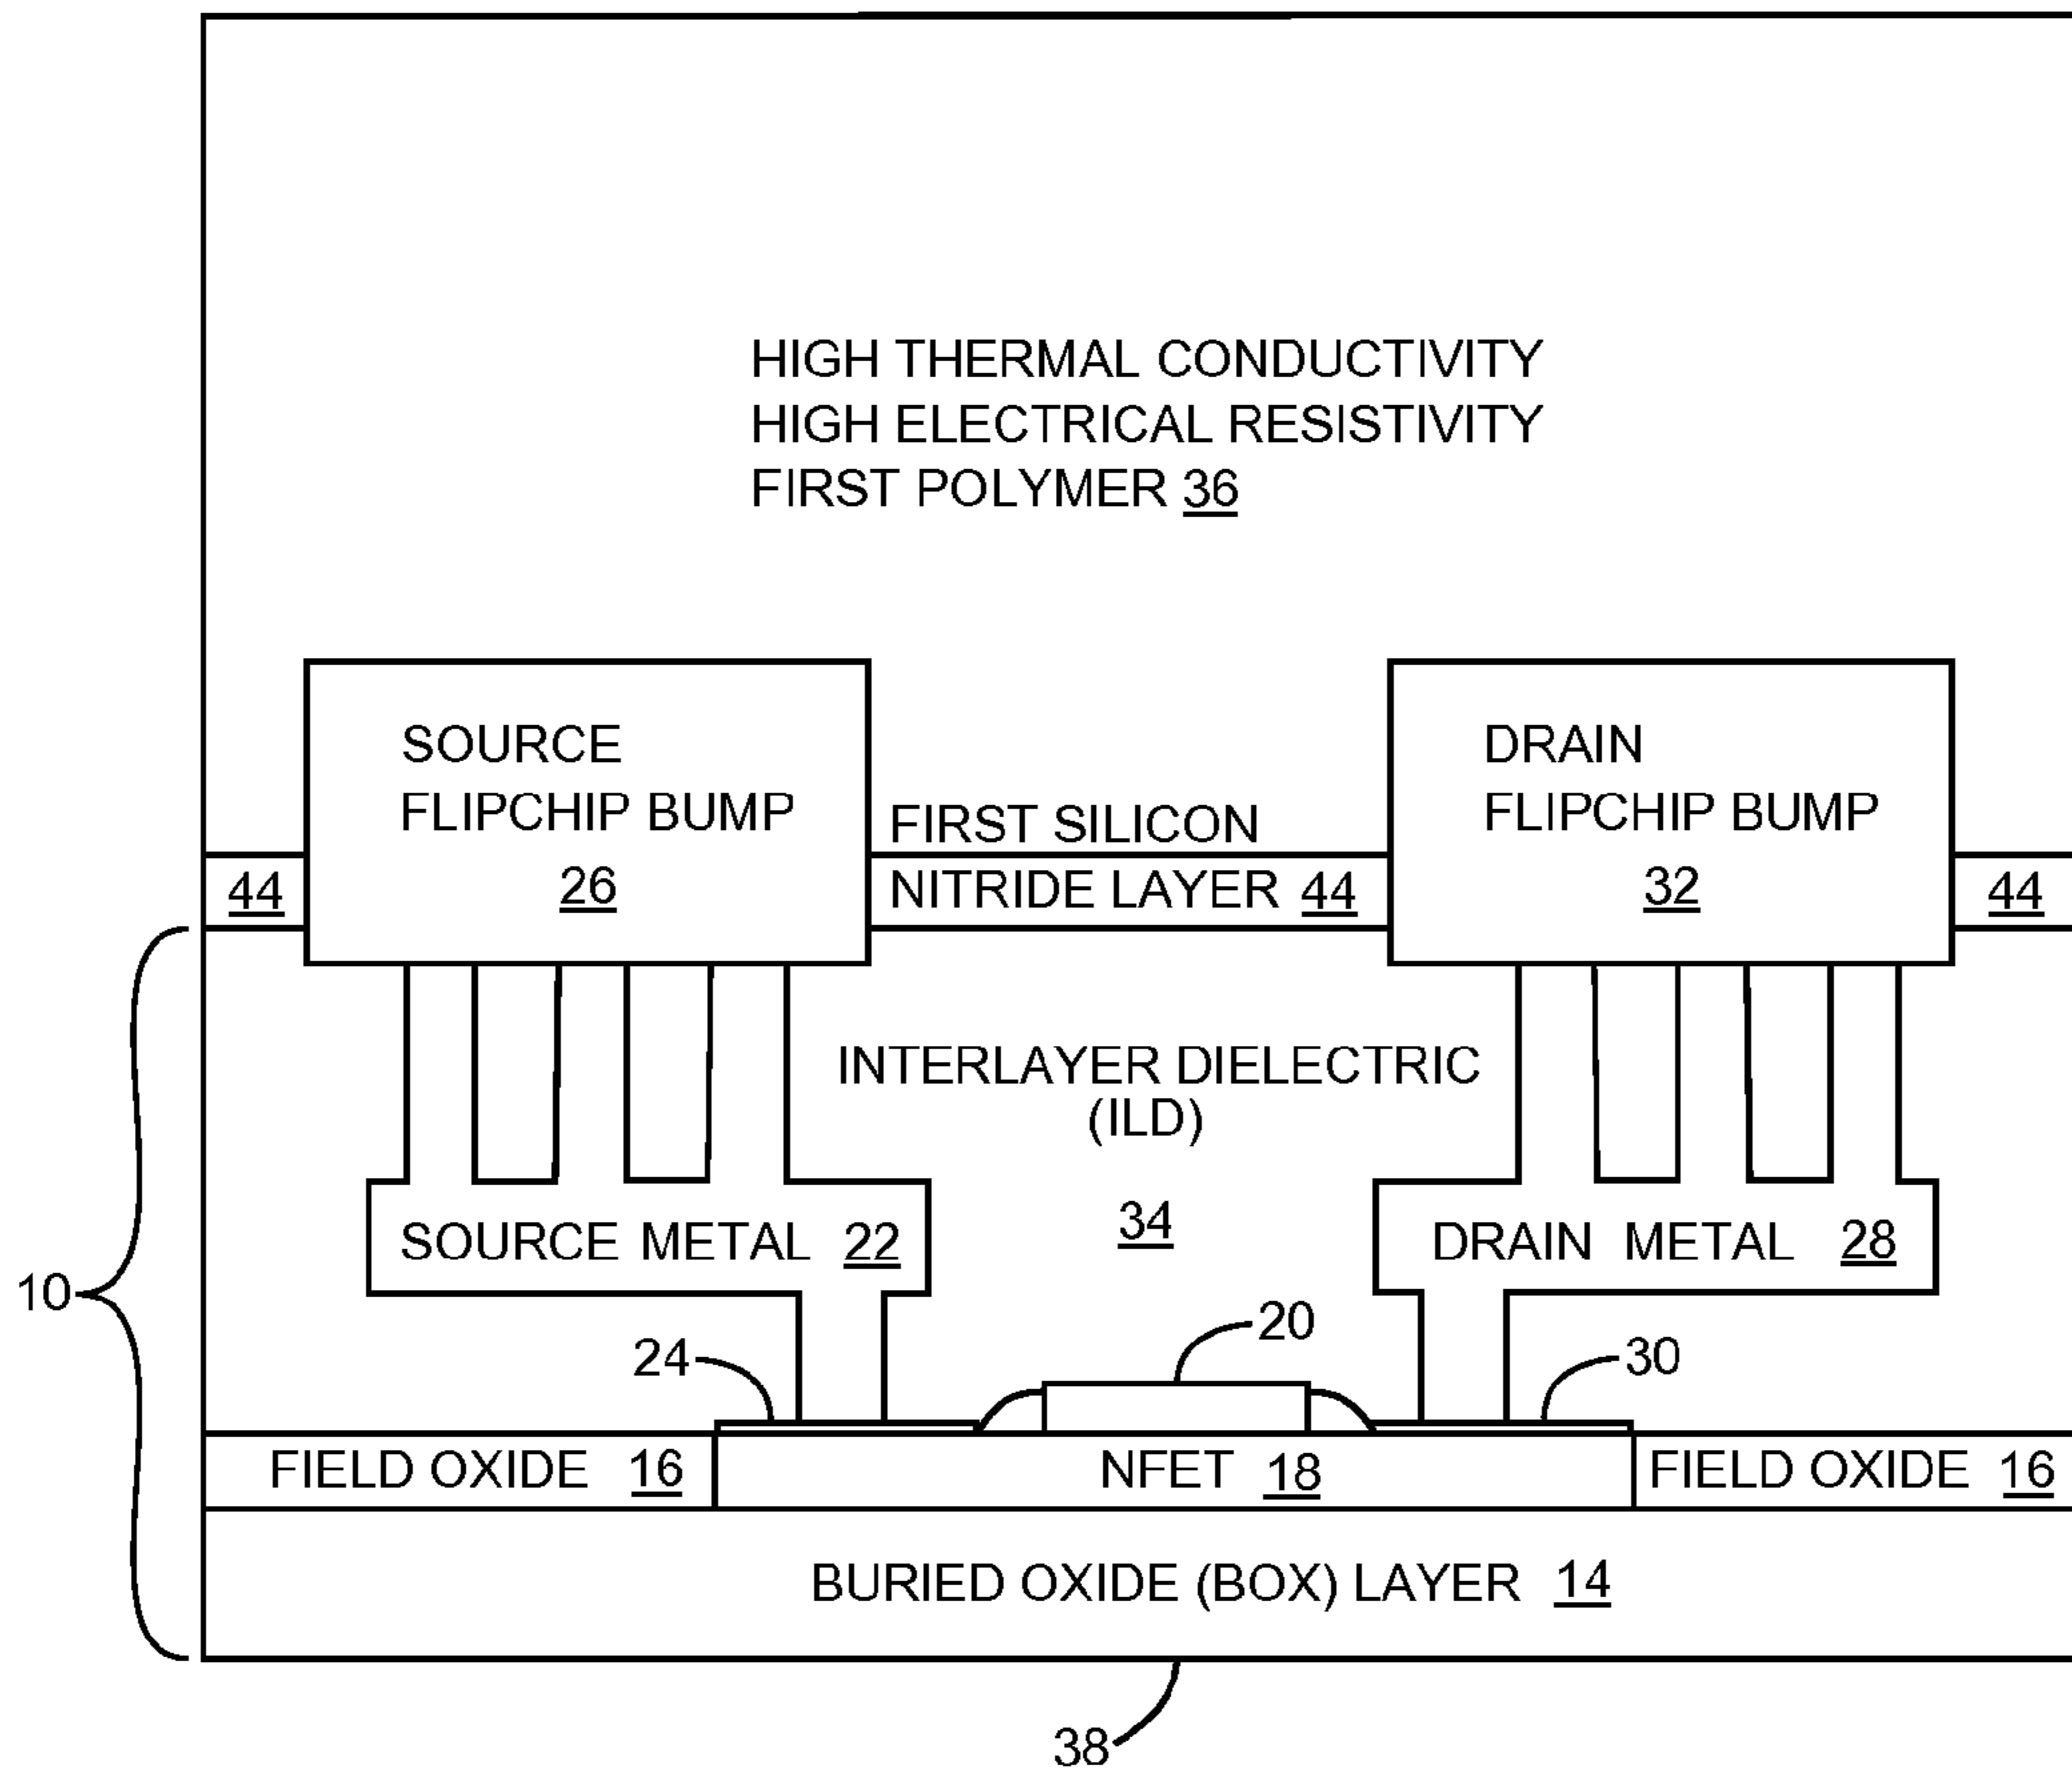 HIGH THERMAL CONDUCTIVITY
HIGH ELECTRICAL RESISTIVITY
FIRST POLYMER 36
SOURCE
FLIPCHIP BUMP
26
DRAIN
FLIPCHIP BUMP
32
FIRST SILICON
NITRIDE LAYER 44
44
44
INTERLAYER DIELECTRIC
(ILD)
34
SOURCE METAL 22
DRAIN METAL 28
10
24
20
30
FIELD OXIDE 16
NFET 18
FIELD OXIDE 16
BURIED OXIDE (BOX) LAYER 14
38